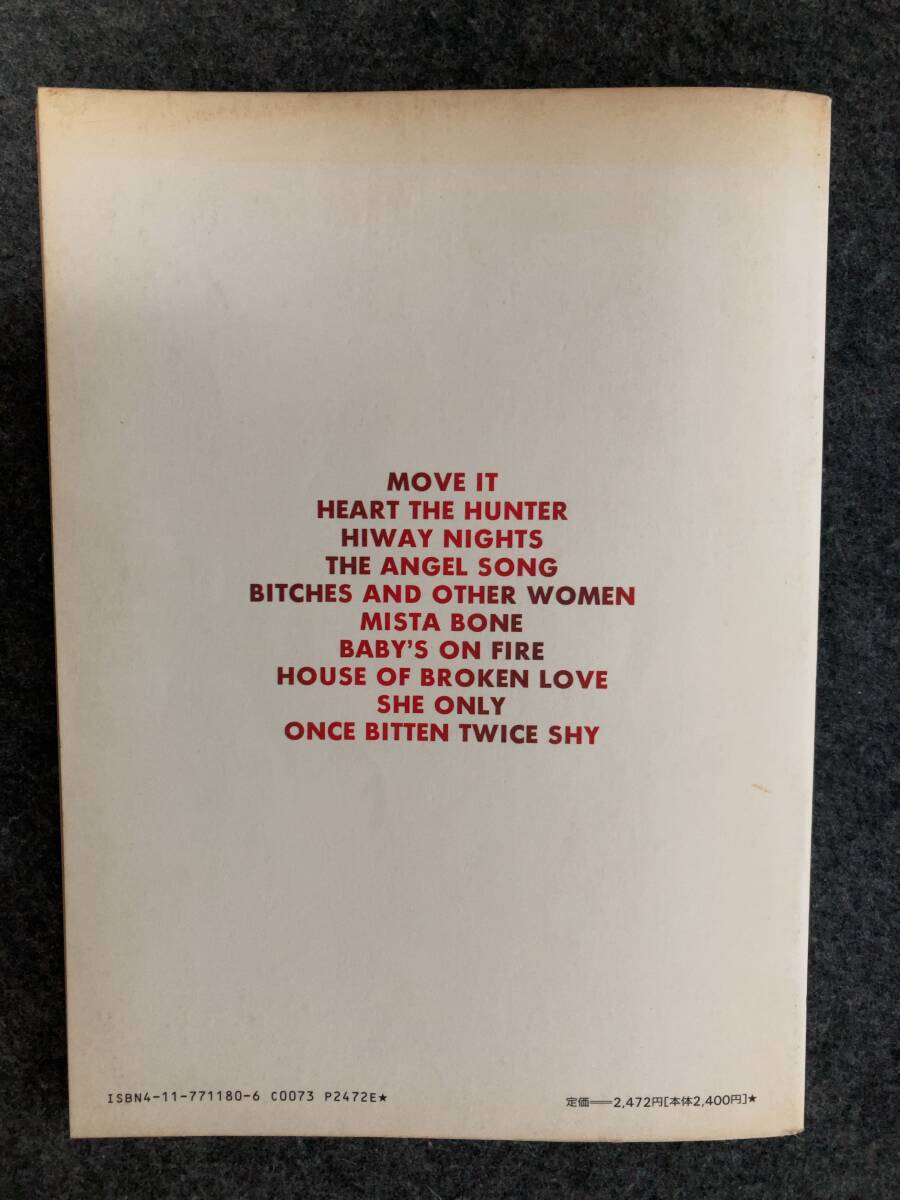 MOVE IT
HEART THE HUNTER
HIWAY NIGHTS
THE ANGEL SONG
BITCHES AND OTHER WOMEN
MISTA BONE
BABY'S ON FIRE
HOUSE OF BROKEN LOVE
SHE ONLY
ONCE BITTEN TWICE SHY
ISBN4-11-771180-6 C0073 P2472E★
定価━2,472円[本体2,400円]★